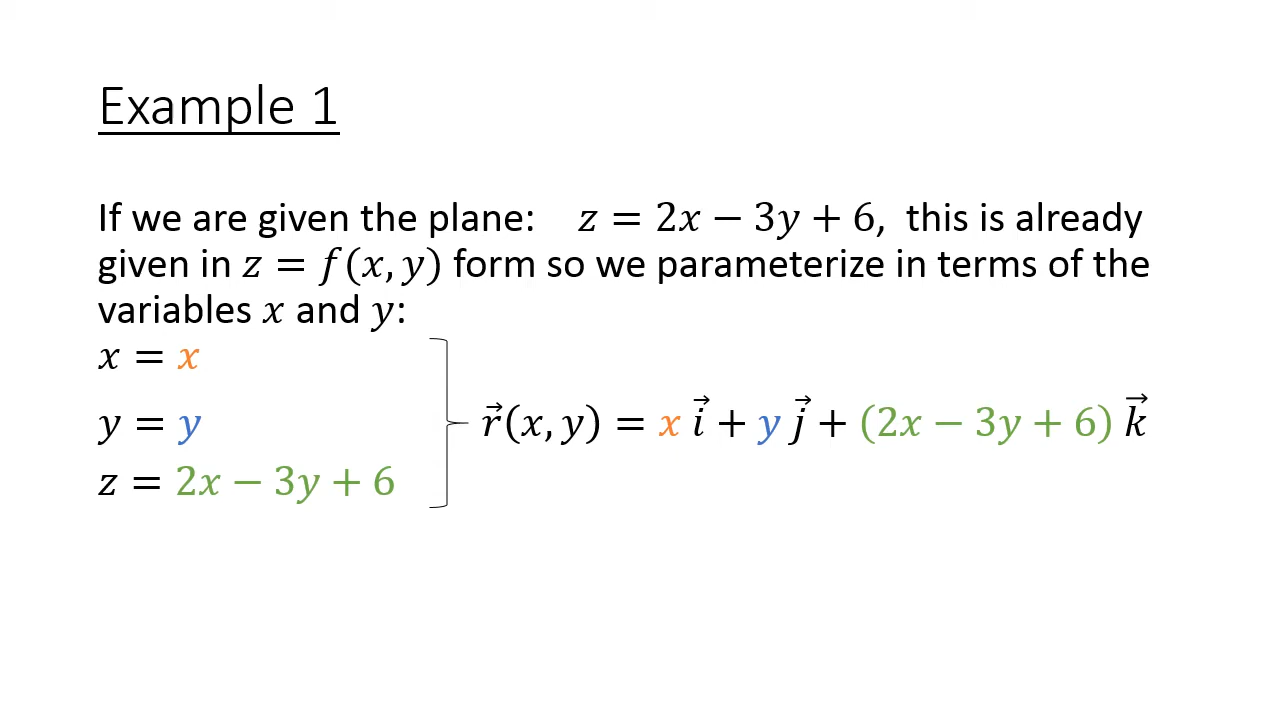 Example 1
If we are given the plane: 𝑧 = 2𝑥 − 3𝑦 + 6, this is already
given in 𝑧 = 𝑓(𝑥, 𝑦) form so we parameterize in terms of the
variables 𝑥 and 𝑦:
𝑥 = 𝑥
𝑦 = 𝑦
𝑧 = 2𝑥 − 3𝑦 + 6
𝑟⃗(𝑥, 𝑦) = 𝑥 𝑖⃗ + 𝑦 𝑗⃗ + (2𝑥 − 3𝑦 + 6) 𝑘⃗